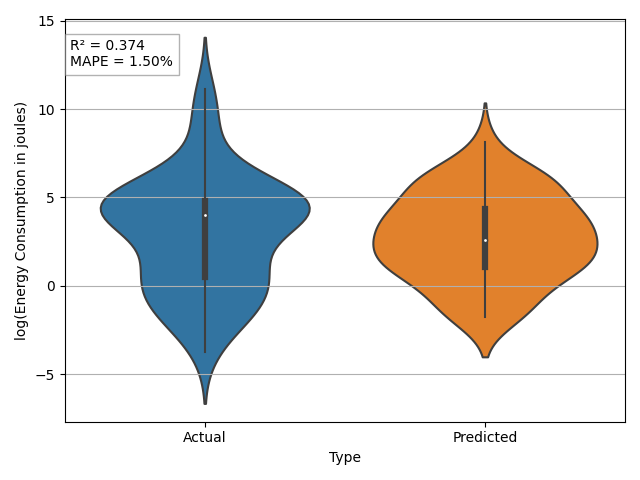 R² = 0.374
MAPE = 1.50%
log(Energy Consumption in joules)
15
10
5
0
−5
Actual
Predicted
Type